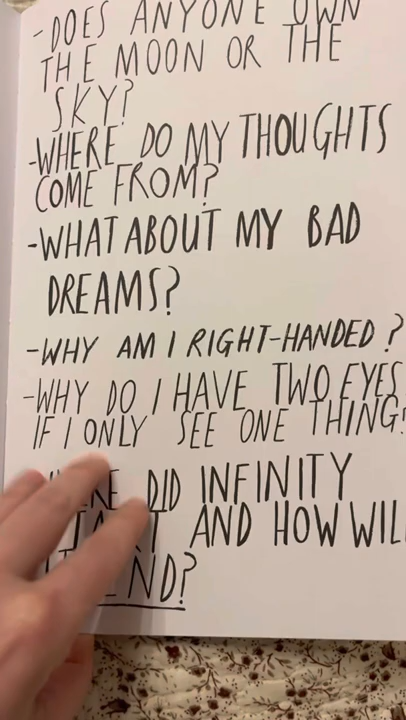 -DOES ANYONE OWN
THE MOON OR THE
SKY?
-WHERE DO MY THOUGHTS
COME FROM?
-WHAT ABOUT MY BAD
DREAMS?
-WHY AM I RIGHT-HANDED?
-WHY DO I HAVE TWO EYES
IF I ONLY SEE ONE THING?
DID INFINITY
AND HOW WILL
END?